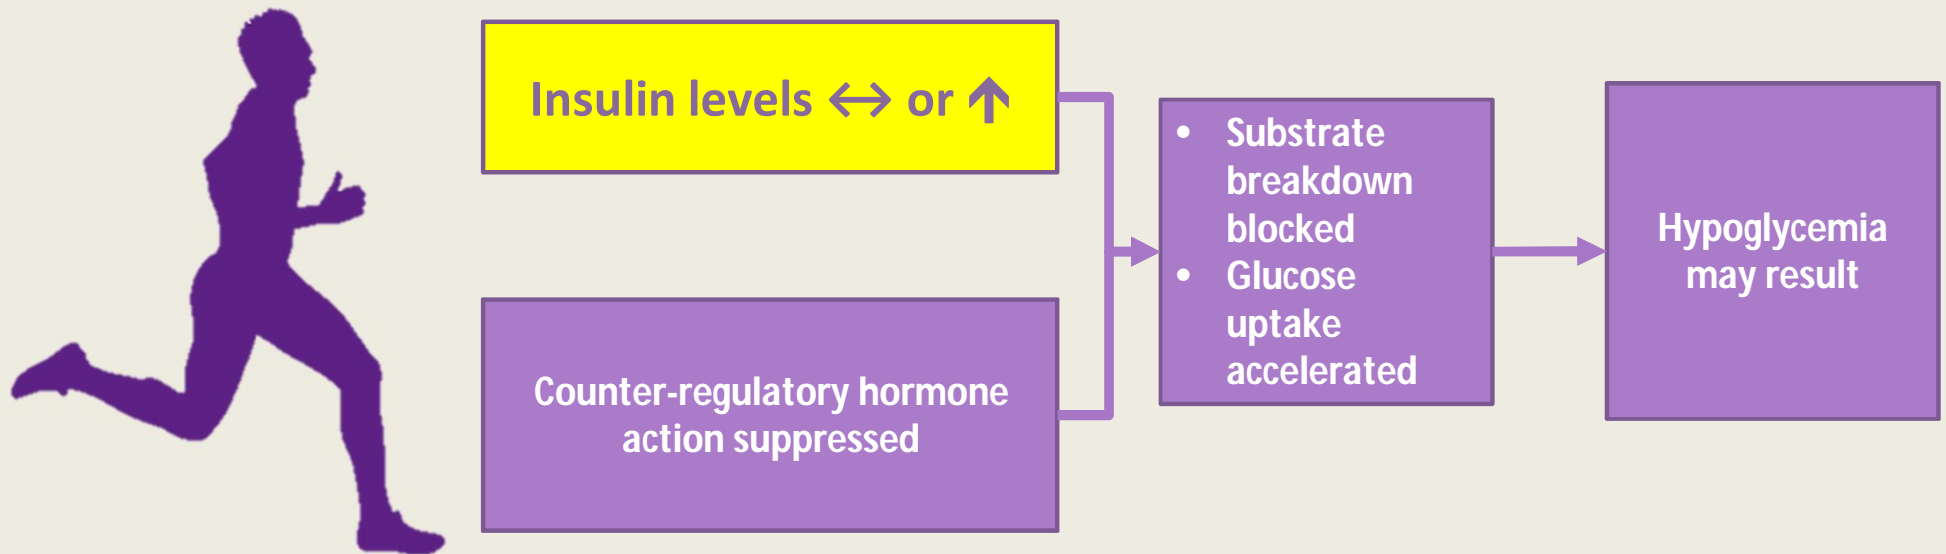 Insulin levels ↔ or ↑
Counter-regulatory hormone
action suppressed
• Substrate
breakdown
blocked
• Glucose
uptake
accelerated
Hypoglycemia
may result